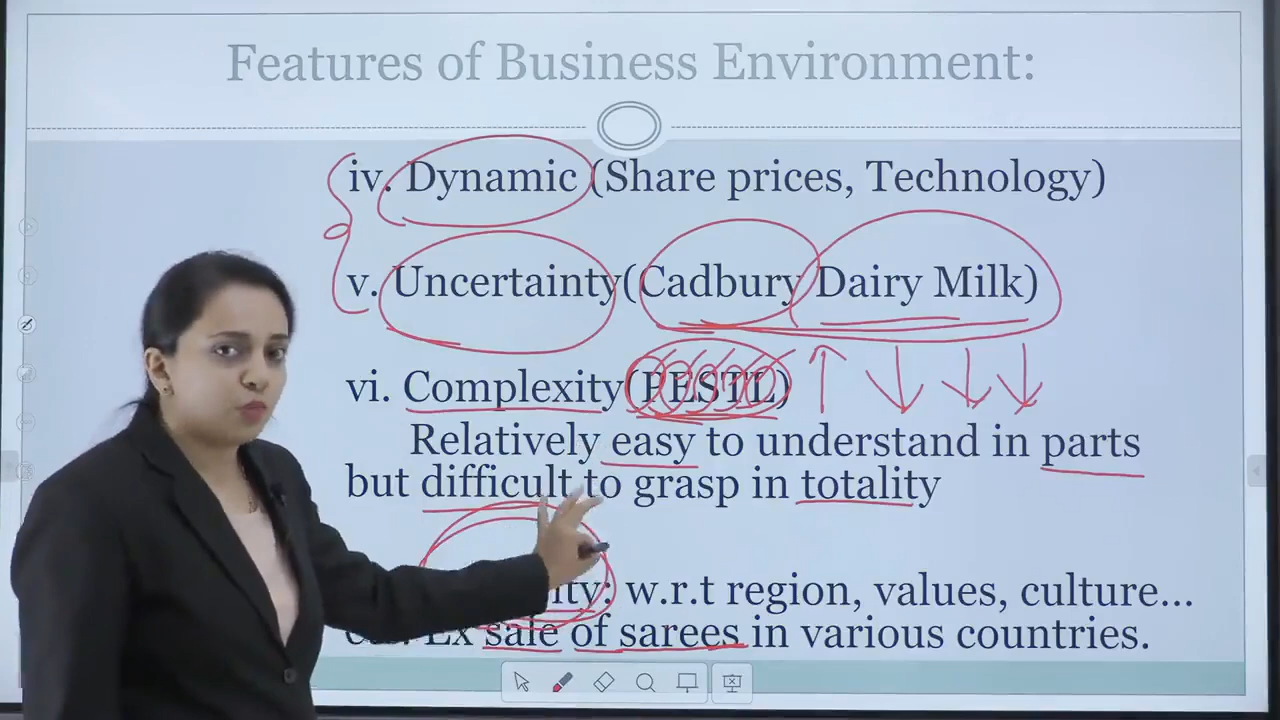 Features of Business Environment:
iv. Dynamic (Share prices, Technology)
v. Uncertainty(Cadbury Dairy Milk)
vi. Complexity(PESTL)
Relatively easy to understand in parts
but difficult to grasp in totality
w.r.t region, values, culture...
Ex sale of sarees in various countries.